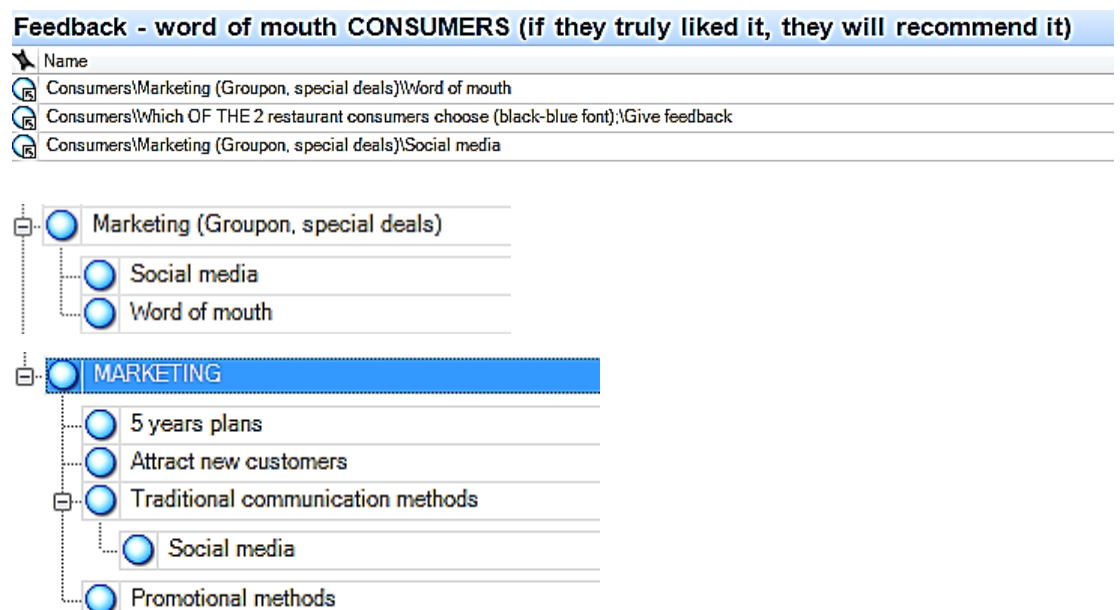 Feedback - word of mouth CONSUMERS (if they truly liked it, they will recommend it)
Name
Consumers\Marketing (Groupon, special deals)\Word of mouth
Consumers\Which OF THE 2 restaurant consumers choose (black-blue font);\Give feedback
Consumers\Marketing (Groupon, special deals)\Social media
Marketing (Groupon, special deals)
Social media
Word of mouth
MARKETING
5 years plans
Attract new customers
Traditional communication methods
Social media
Promotional methods